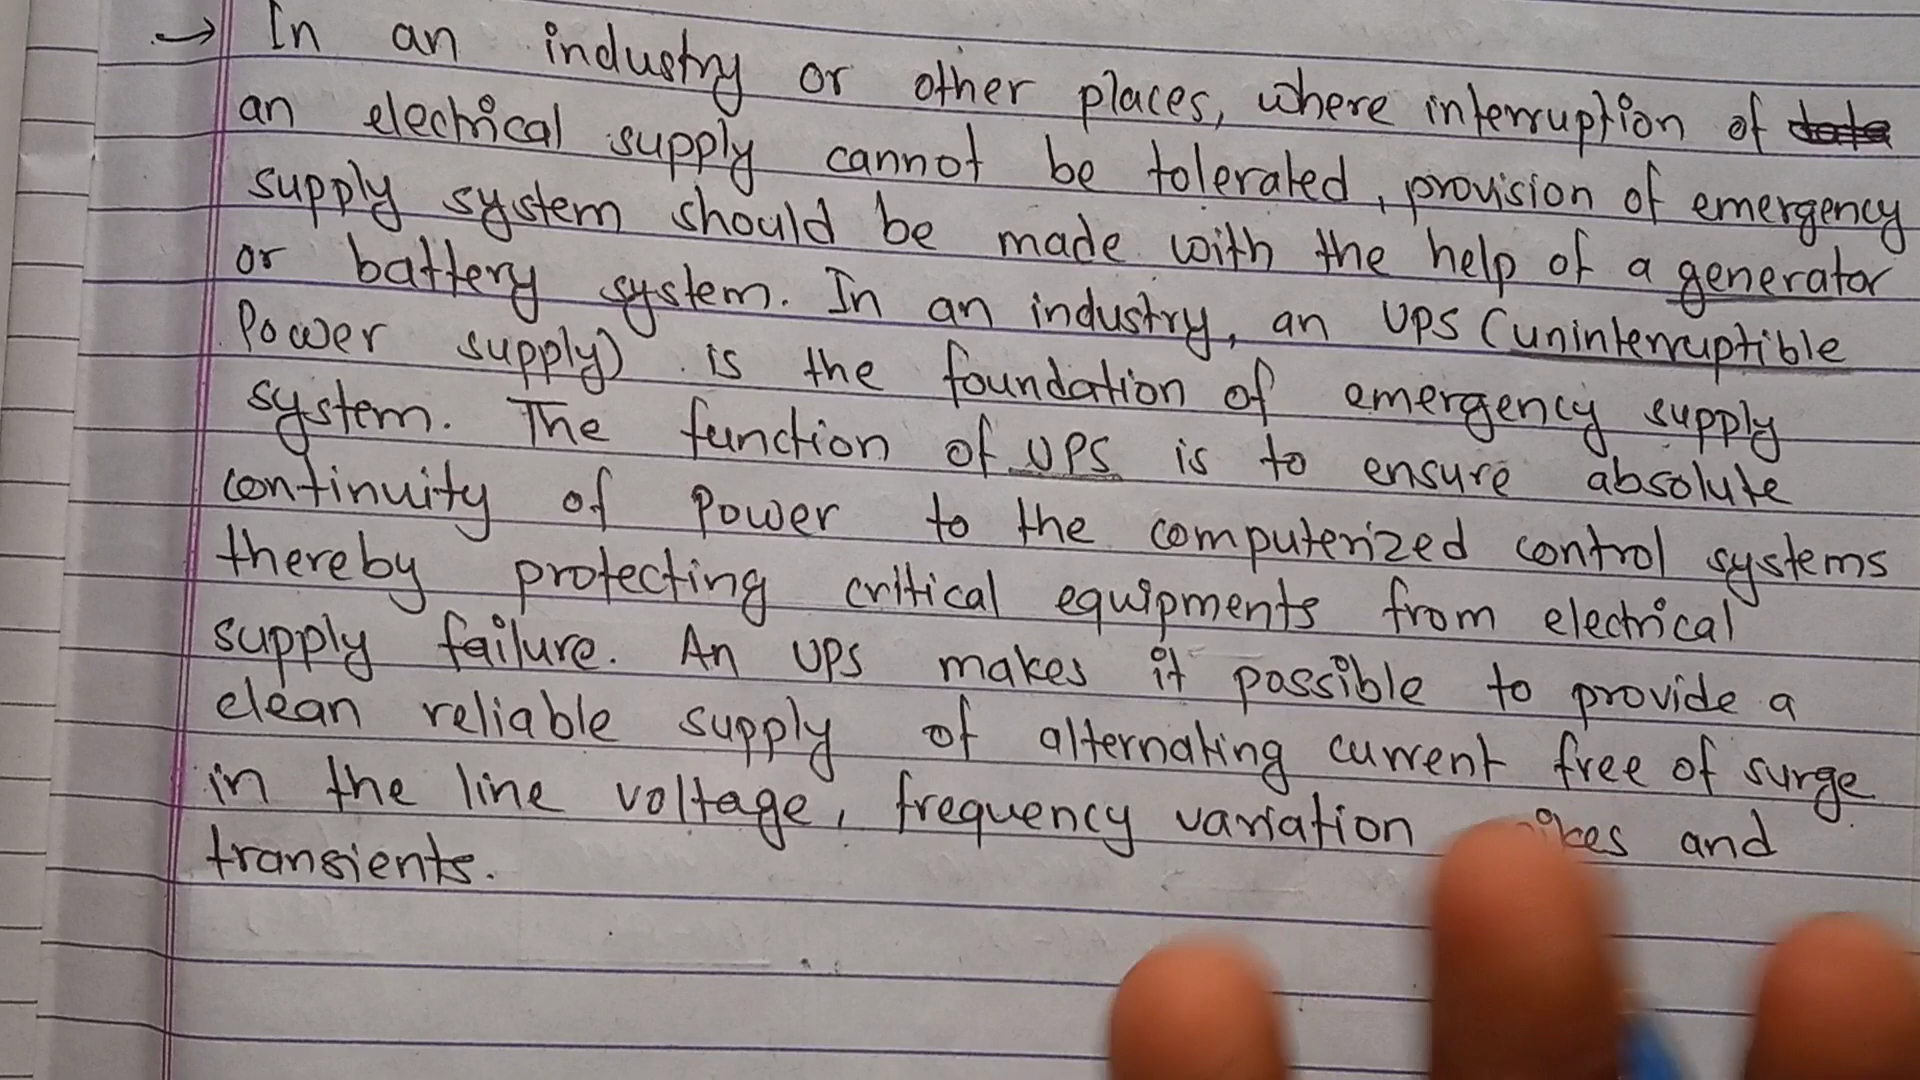 → In an industry or other places, where interruption of
an electrical supply cannot be tolerated, provision of emergency
supply system should be made with the help of a generator
or battery system. In an industry, an UPS (uninterruptible
Power supply) is the foundation of emergency supply
system. The function of UPS is to ensure absolute
continuity of Power to the computerized control systems
thereby protecting critical equipments from electrical
supply failure. An UPS makes it possible to provide a
clean reliable supply of alternating current free of surge
in the line voltage, frequency variation and
transients.